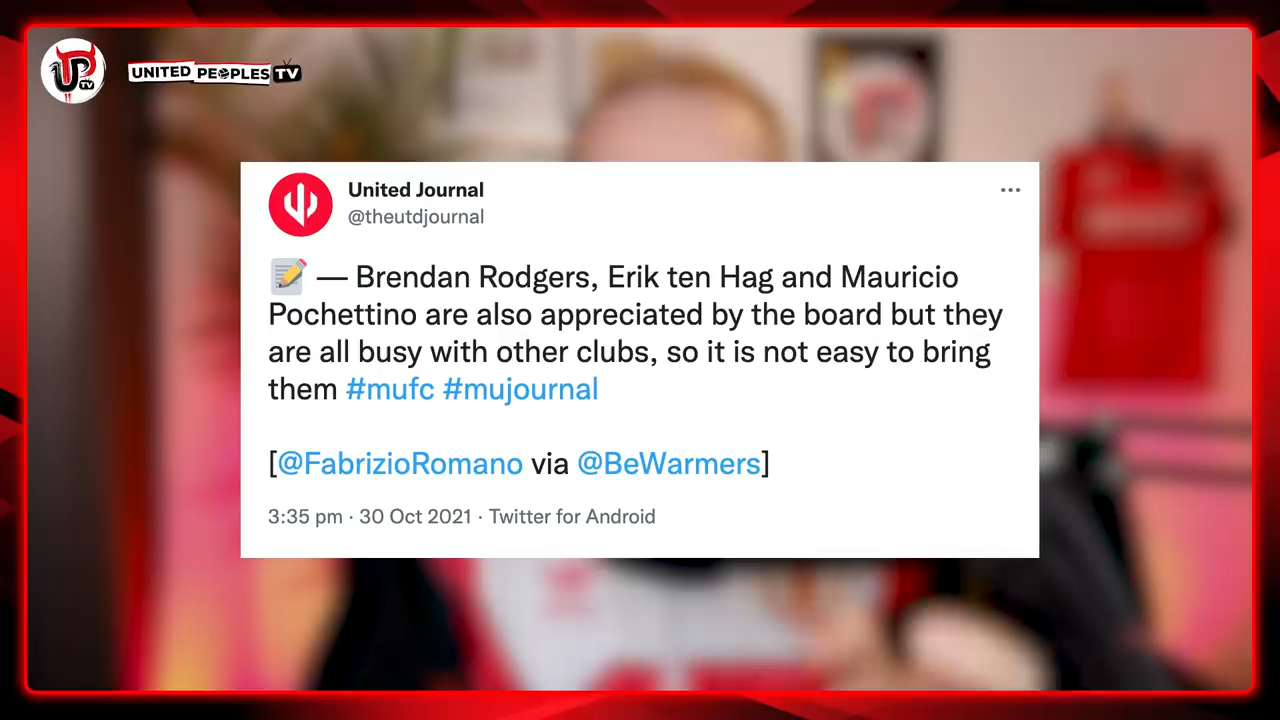 UP
TV
UNITED PEOPLES TV
United Journal
@theutdjournal
📝 — Brendan Rodgers, Erik ten Hag and Mauricio
Pochettino are also appreciated by the board but they
are all busy with other clubs, so it is not easy to bring
them #mufc #mujournal
[@FabrizioRomano via @BeWarmers]
3:35 pm · 30 Oct 2021 · Twitter for Android